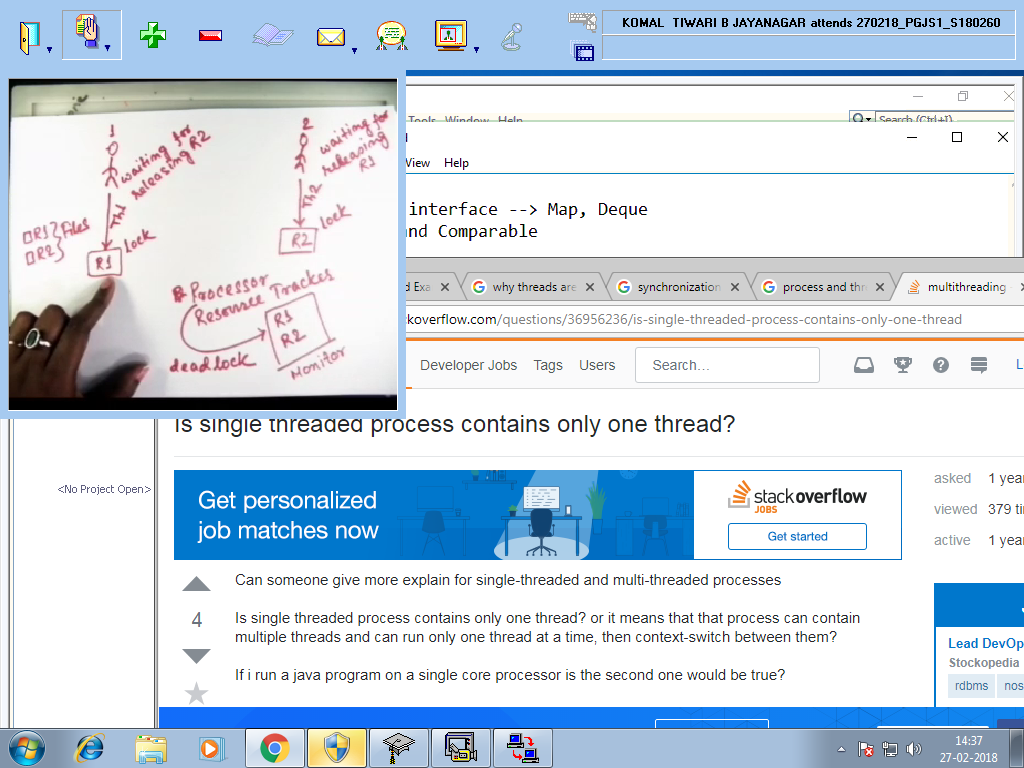 KOMAL TIWARI B JAYANAGAR attends 270218_PGJS1_S180260
1
waiting for
releasing R2
2
waiting for
releasing
R1
Th1
Th2
R1 } Files
R2
Lock
R1
lock
R2
Processor
Resource Tracker
R1
R2
deadlock
Monitor
Tools Window Help
Search (Ctrl+I)
View Help
interface --> Map, Deque
nd Comparable
d Exa
why threads are
synchronization
process and thr
multithreading
koverflow.com/questions/36956236/is-single-threaded-process-contains-only-one-thread
Developer Jobs Tags Users Search...
Is single threaded process contains only one thread?
<No Project Open>
Get personalized
job matches now
stackoverflow
JOBS
Get started
asked 1 yea
viewed 379 ti
active 1 yea
Can someone give more explain for single-threaded and multi-threaded processes
4
Is single threaded process contains only one thread? or it means that that process can contain
multiple threads and can run only one thread at a time, then context-switch between them?
If i run a java program on a single core processor is the second one would be true?
Lead DevOp
Stockopedia
rdbms nos
14:37
27-02-2018